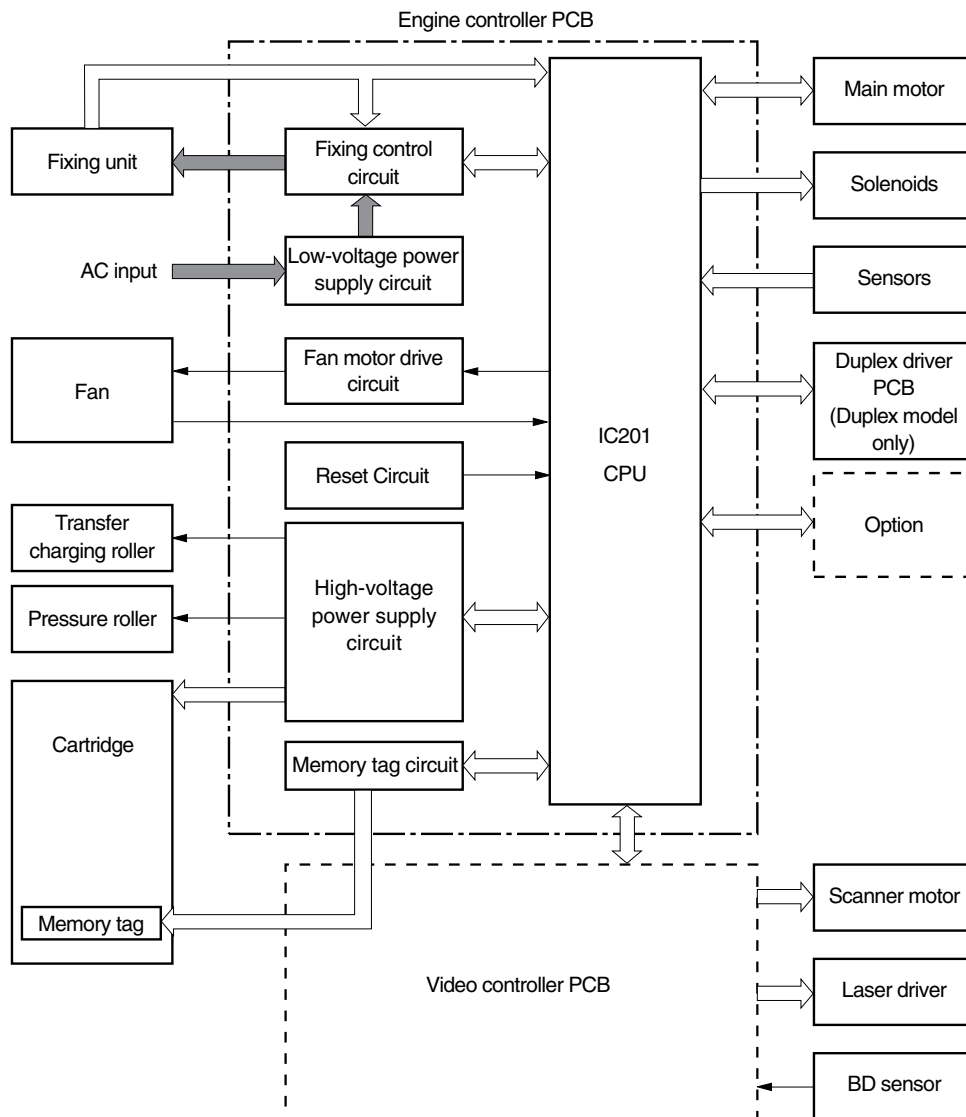 Engine controller PCB
Main motor
Fixing unit
Fixing control
circuit
Solenoids
AC input
Low-voltage power
supply circuit
Sensors
Fan
Fan motor drive
circuit
Duplex driver
PCB
(Duplex model
only)
IC201
CPU
Reset Circuit
Transfer
charging roller
Option
High-voltage
power supply
circuit
Pressure roller
Cartridge
Memory tag circuit
Scanner motor
Memory tag
Video controller PCB
Laser driver
BD sensor